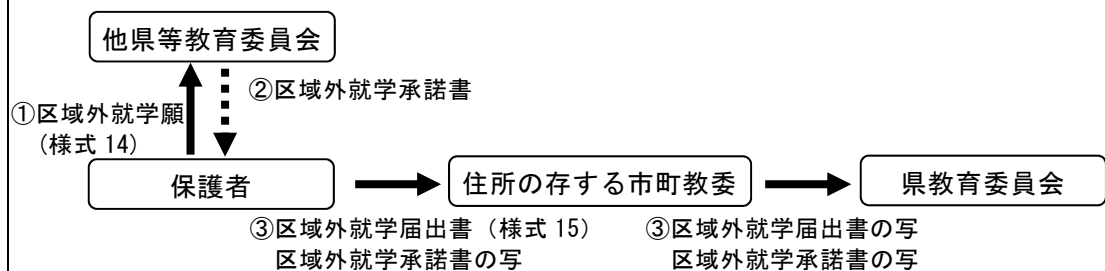 他県等教育委員会
②区域外就学承諾書
①区域外就学願
（様式 14）
保護者
住所の存する市町教委
県教育委員会
③区域外就学届出書（様式 15）
区域外就学承諾書の写
③区域外就学届出書の写
区域外就学承諾書の写